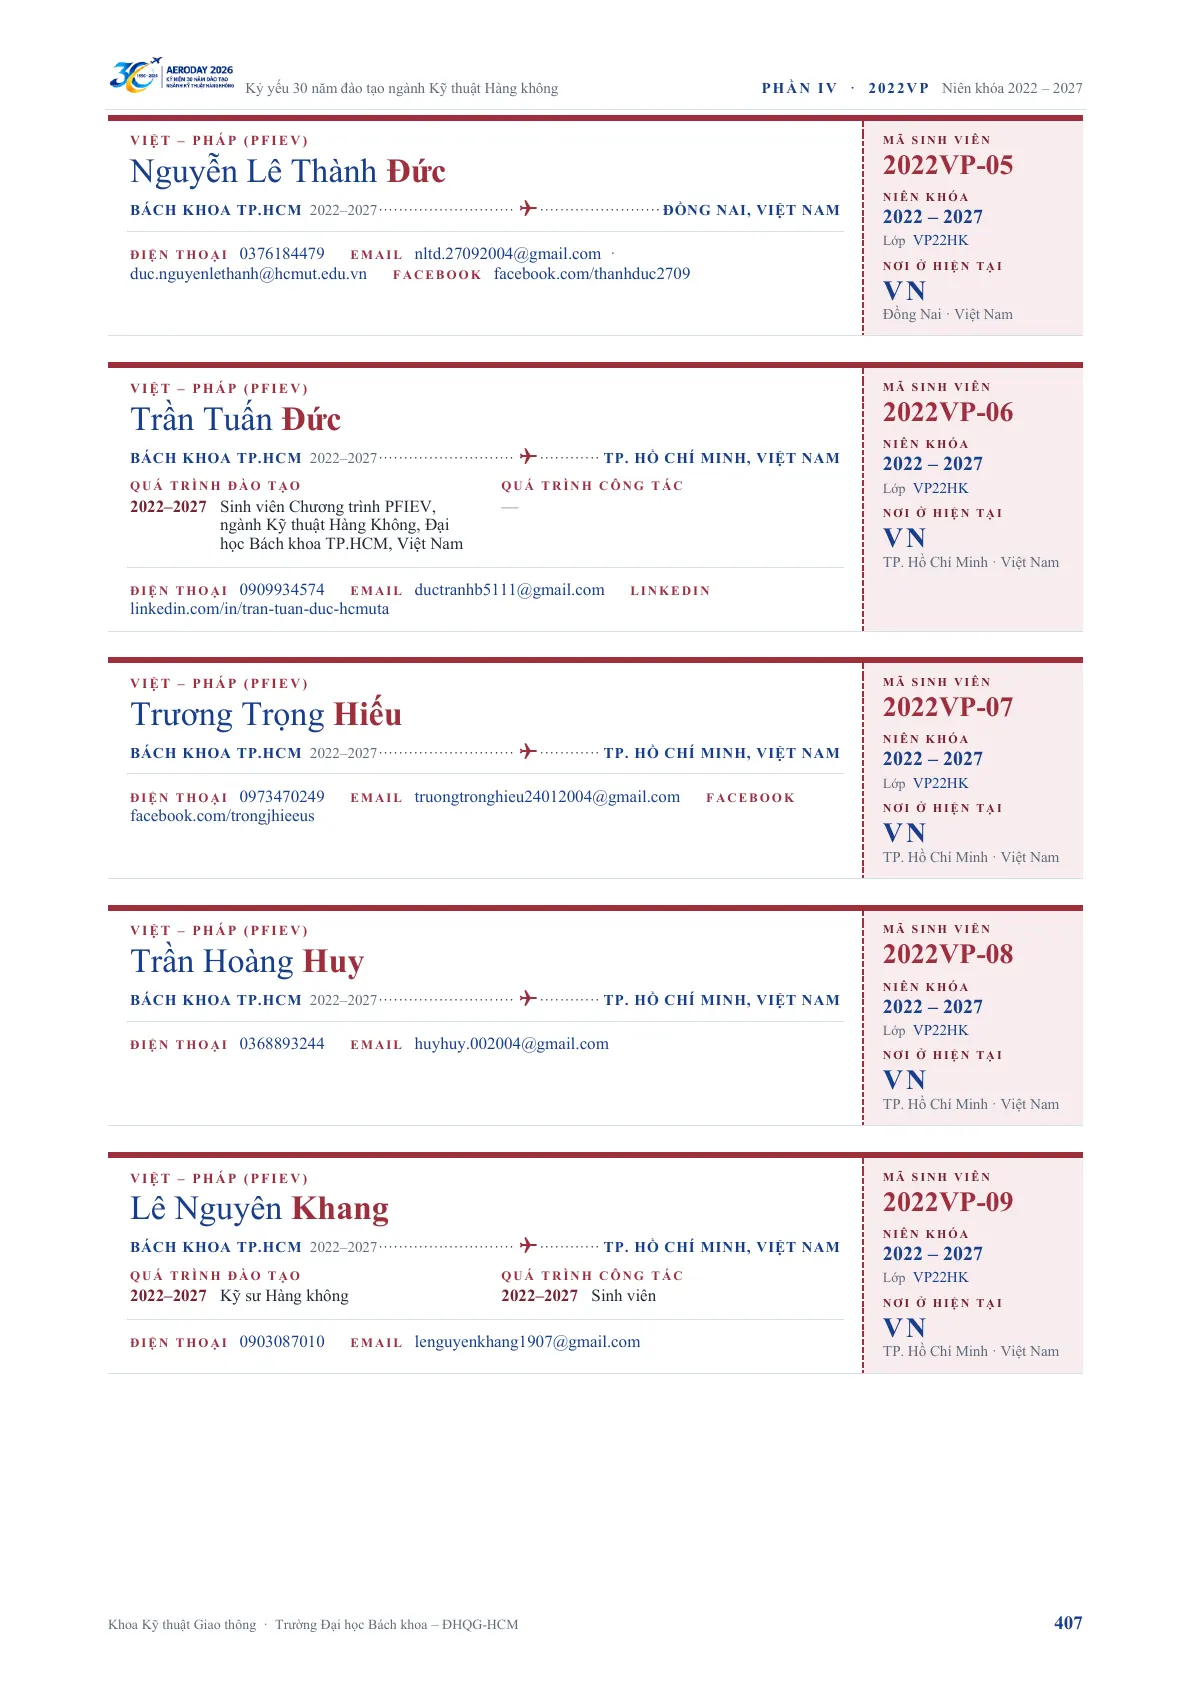 30
1996 - 2026
AERODAY 2026
KỶ NIỆM 30 NĂM ĐÀO TẠO
NGÀNH KỸ THUẬT HÀNG KHÔNG
Kỷ yếu 30 năm đào tạo ngành Kỹ thuật Hàng không
PHẦN IV · 2022VP Niên khóa 2022 – 2027
VIỆT – PHÁP (PFIEV)
Nguyễn Lê Thành Đức
BÁCH KHOA TP.HCM 2022–2027 ✈ ĐỒNG NAI, VIỆT NAM
ĐIỆN THOẠI 0376184479 EMAIL nltd.27092004@gmail.com ·
duc.nguyenlethanh@hcmut.edu.vn FACEBOOK facebook.com/thanhduc2709
MÃ SINH VIÊN
2022VP-05
NIÊN KHÓA
2022 – 2027
Lớp VP22HK
NƠI Ở HIỆN TẠI
VN
Đồng Nai · Việt Nam
VIỆT – PHÁP (PFIEV)
Trần Tuấn Đức
BÁCH KHOA TP.HCM 2022–2027 ✈ TP. HỒ CHÍ MINH, VIỆT NAM
QUÁ TRÌNH ĐÀO TẠO
2022–2027 Sinh viên Chương trình PFIEV,
ngành Kỹ thuật Hàng Không, Đại
học Bách khoa TP.HCM, Việt Nam
QUÁ TRÌNH CÔNG TÁC
—
ĐIỆN THOẠI 0909934574 EMAIL ductranhb5111@gmail.com LINKEDIN
linkedin.com/in/tran-tuan-duc-hcmuta
MÃ SINH VIÊN
2022VP-06
NIÊN KHÓA
2022 – 2027
Lớp VP22HK
NƠI Ở HIỆN TẠI
VN
TP. Hồ Chí Minh · Việt Nam
VIỆT – PHÁP (PFIEV)
Trương Trọng Hiếu
BÁCH KHOA TP.HCM 2022–2027 ✈ TP. HỒ CHÍ MINH, VIỆT NAM
ĐIỆN THOẠI 0973470249 EMAIL truongtronghieu24012004@gmail.com FACEBOOK
facebook.com/trongjhieeus
MÃ SINH VIÊN
2022VP-07
NIÊN KHÓA
2022 – 2027
Lớp VP22HK
NƠI Ở HIỆN TẠI
VN
TP. Hồ Chí Minh · Việt Nam
VIỆT – PHÁP (PFIEV)
Trần Hoàng Huy
BÁCH KHOA TP.HCM 2022–2027 ✈ TP. HỒ CHÍ MINH, VIỆT NAM
ĐIỆN THOẠI 0368893244 EMAIL huyhuy.002004@gmail.com
MÃ SINH VIÊN
2022VP-08
NIÊN KHÓA
2022 – 2027
Lớp VP22HK
NƠI Ở HIỆN TẠI
VN
TP. Hồ Chí Minh · Việt Nam
VIỆT – PHÁP (PFIEV)
Lê Nguyên Khang
BÁCH KHOA TP.HCM 2022–2027 ✈ TP. HỒ CHÍ MINH, VIỆT NAM
QUÁ TRÌNH ĐÀO TẠO
2022–2027 Kỹ sư Hàng không
QUÁ TRÌNH CÔNG TÁC
2022–2027 Sinh viên
ĐIỆN THOẠI 0903087010 EMAIL lenguyenkhang1907@gmail.com
MÃ SINH VIÊN
2022VP-09
NIÊN KHÓA
2022 – 2027
Lớp VP22HK
NƠI Ở HIỆN TẠI
VN
TP. Hồ Chí Minh · Việt Nam
Khoa Kỹ thuật Giao thông · Trường Đại học Bách khoa – ĐHQG-HCM
407